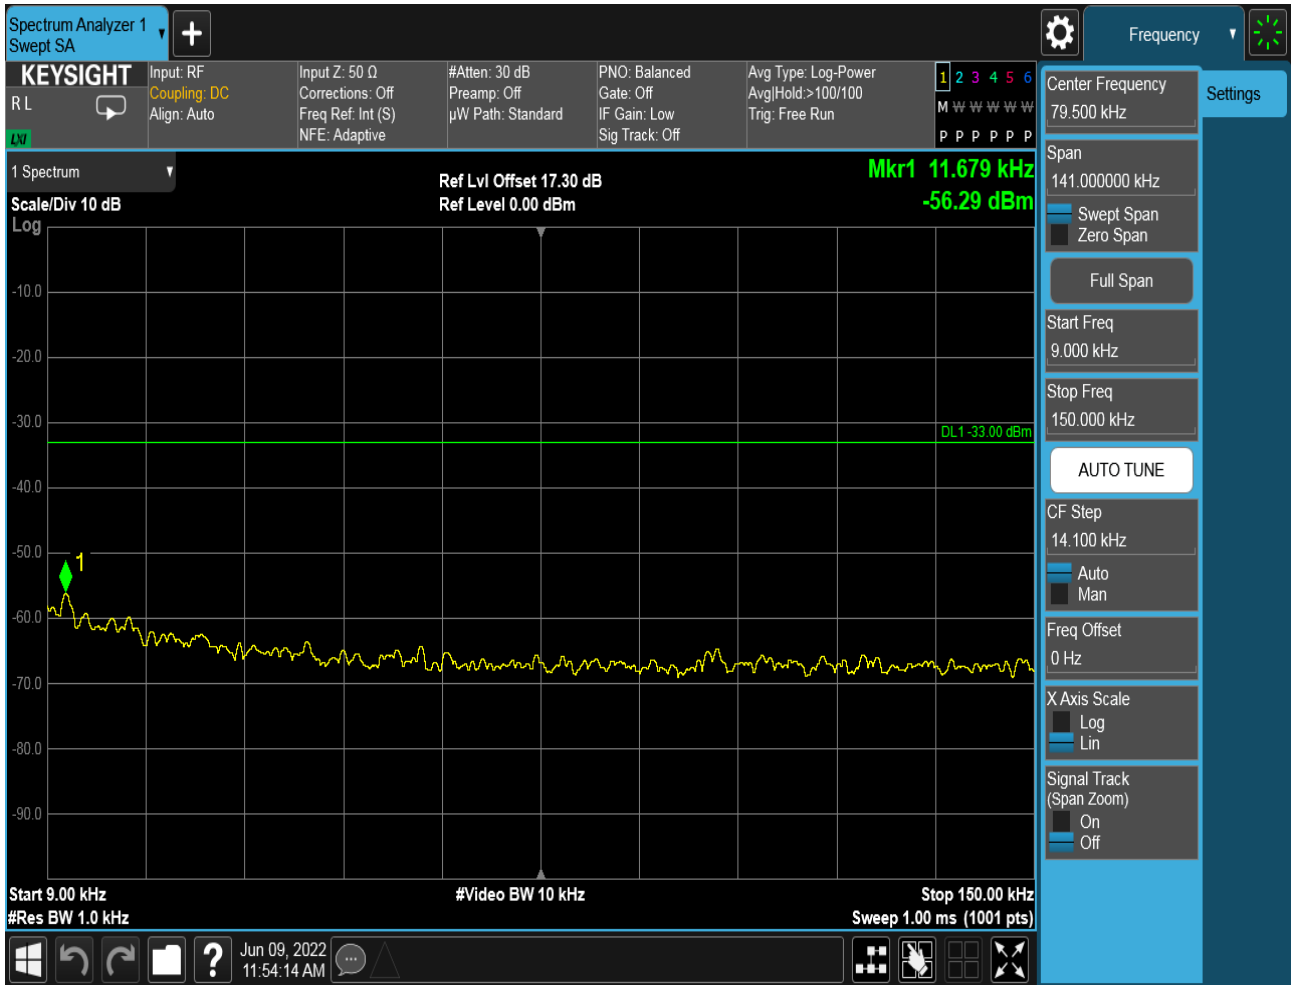 Spectrum Analyzer 1
Swept SA
+
Frequency
KEYSIGHT
R L
LXI
Input: RF
Coupling: DC
Align: Auto
Input Z: 50 Ω
Corrections: Off
Freq Ref: Int (S)
NFE: Adaptive
#Atten: 30 dB
Preamp: Off
µW Path: Standard
PNO: Balanced
Gate: Off
IF Gain: Low
Sig Track: Off
Avg Type: Log-Power
Avg|Hold:>100/100
Trig: Free Run
1 2 3 4 5 6
M W W W W W
P P P P P P
1 Spectrum
Scale/Div 10 dB
Log
Ref Lvl Offset 17.30 dB
Ref Level 0.00 dBm
Mkr1 11.679 kHz
-56.29 dBm
-10.0
-20.0
-30.0
DL1 -33.00 dBm
-40.0
-50.0
1
-60.0
-70.0
-80.0
-90.0
Start 9.00 kHz
#Video BW 10 kHz
Stop 150.00 kHz
#Res BW 1.0 kHz
Sweep 1.00 ms (1001 pts)
?
Jun 09, 2022
11:54:14 AM
Settings
Center Frequency
79.500 kHz
Span
141.000000 kHz
Swept Span
Zero Span
Full Span
Start Freq
9.000 kHz
Stop Freq
150.000 kHz
AUTO TUNE
CF Step
14.100 kHz
Auto
Man
Freq Offset
0 Hz
X Axis Scale
Log
Lin
Signal Track
(Span Zoom)
On
Off